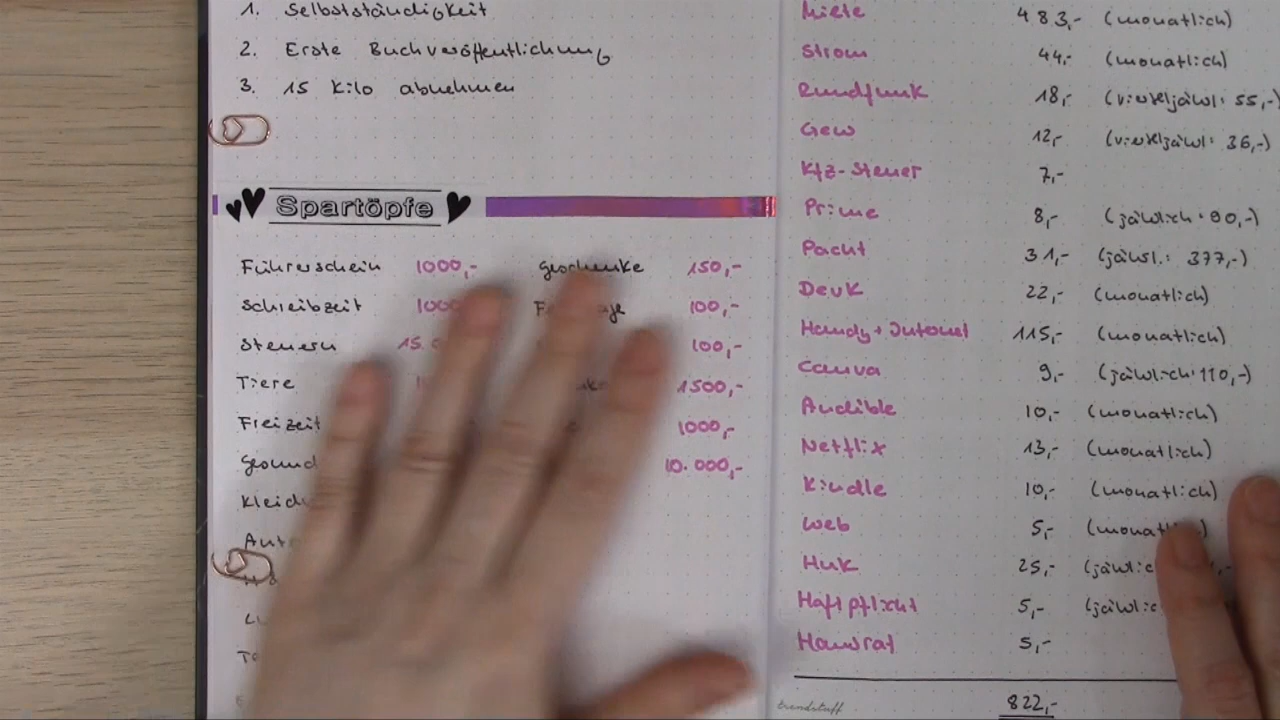 1. Selbstständigkeit
2. Erste Buchveröffentlichung
3. 15 Kilo abnehmen
Spartöpfe
Führerschein 1000,- Geschenke 150,-
Schreibzeit 100,-
Steuern 100,-
Tiere 1500,-
Freizeit 1000,-
10.000,-
Miete 483,- (monatlich)
Strom 44,- (monatlich)
Rundfunk 18,- (vierteljährl: 55,-)
Gew 12,- (vierteljährl: 36,-)
Kfz-Steuer 7,-
Prime 8,- (jährlich: 90,-)
Pacht 31,- (jährl.: 377,-)
DEVK 22,- (monatlich)
Handy + Internet 115,- (monatlich)
Canva 9,- (jährlich: 110,-)
Audible 10,- (monatlich)
Netflix 13,- (monatlich)
Kindle 10,- (monatlich)
Web 5,-
Huk 25,-
Haftpflicht 5,-
Hausrat 5,-
822,-
trendstuff